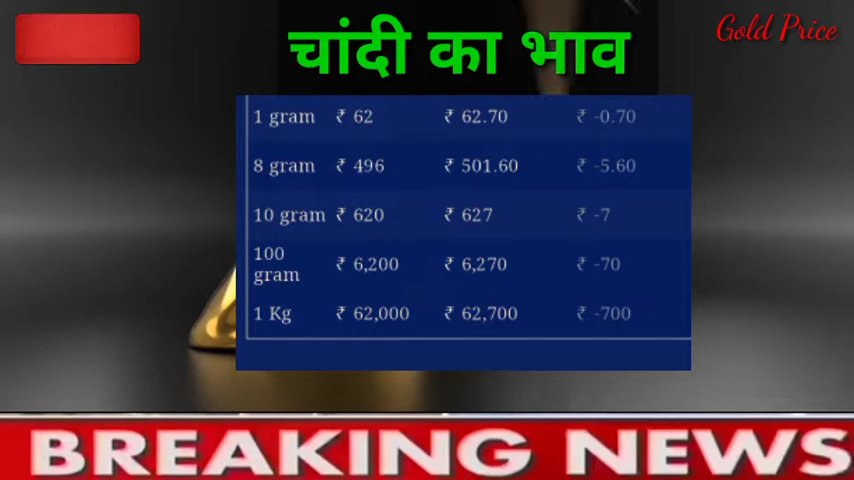 चांदी का भाव
Gold Price
1 gram ₹ 62 ₹ 62.70 ₹ -0.70
8 gram ₹ 496 ₹ 501.60 ₹ -5.60
10 gram ₹ 620 ₹ 627 ₹ -7
100
gram ₹ 6,200 ₹ 6,270 ₹ -70
1 Kg ₹ 62,000 ₹ 62,700 ₹ -700
BREAKING NEWS